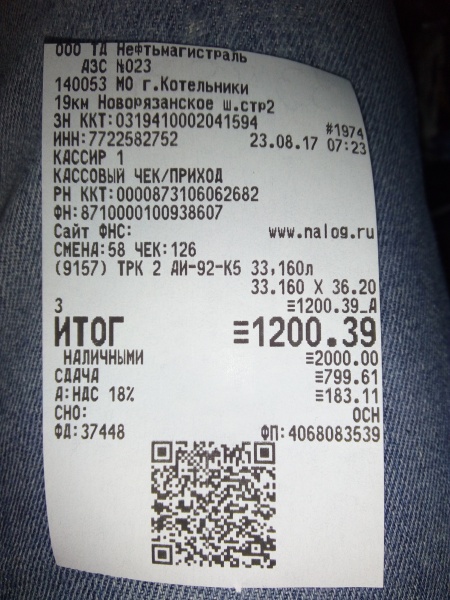 ООО ТД Нефтьмагистраль
АЗС №023
140053 МО г.Котельники
19км Новорязанское ш.стр2
ЗН ККТ:0319410002041594 #1974
ИНН:7722582752 23.08.17 07:23
КАССИР 1
КАССОВЫЙ ЧЕК/ПРИХОД
РН ККТ:0000873106062682
ФН:8710000100938607
Сайт ФНС: www.nalog.ru
СМЕНА:58 ЧЕК:126
(9157) ТРК 2 АИ-92-К5 33,160л
33.160 X 36.20
3 ≡1200.39_А
ИТОГ ≡1200.39
НАЛИЧНЫМИ ≡2000.00
СДАЧА ≡799.61
А:НДС 18% ≡183.11
СНО: ОСН
ФД:37448 ФП:4068083539